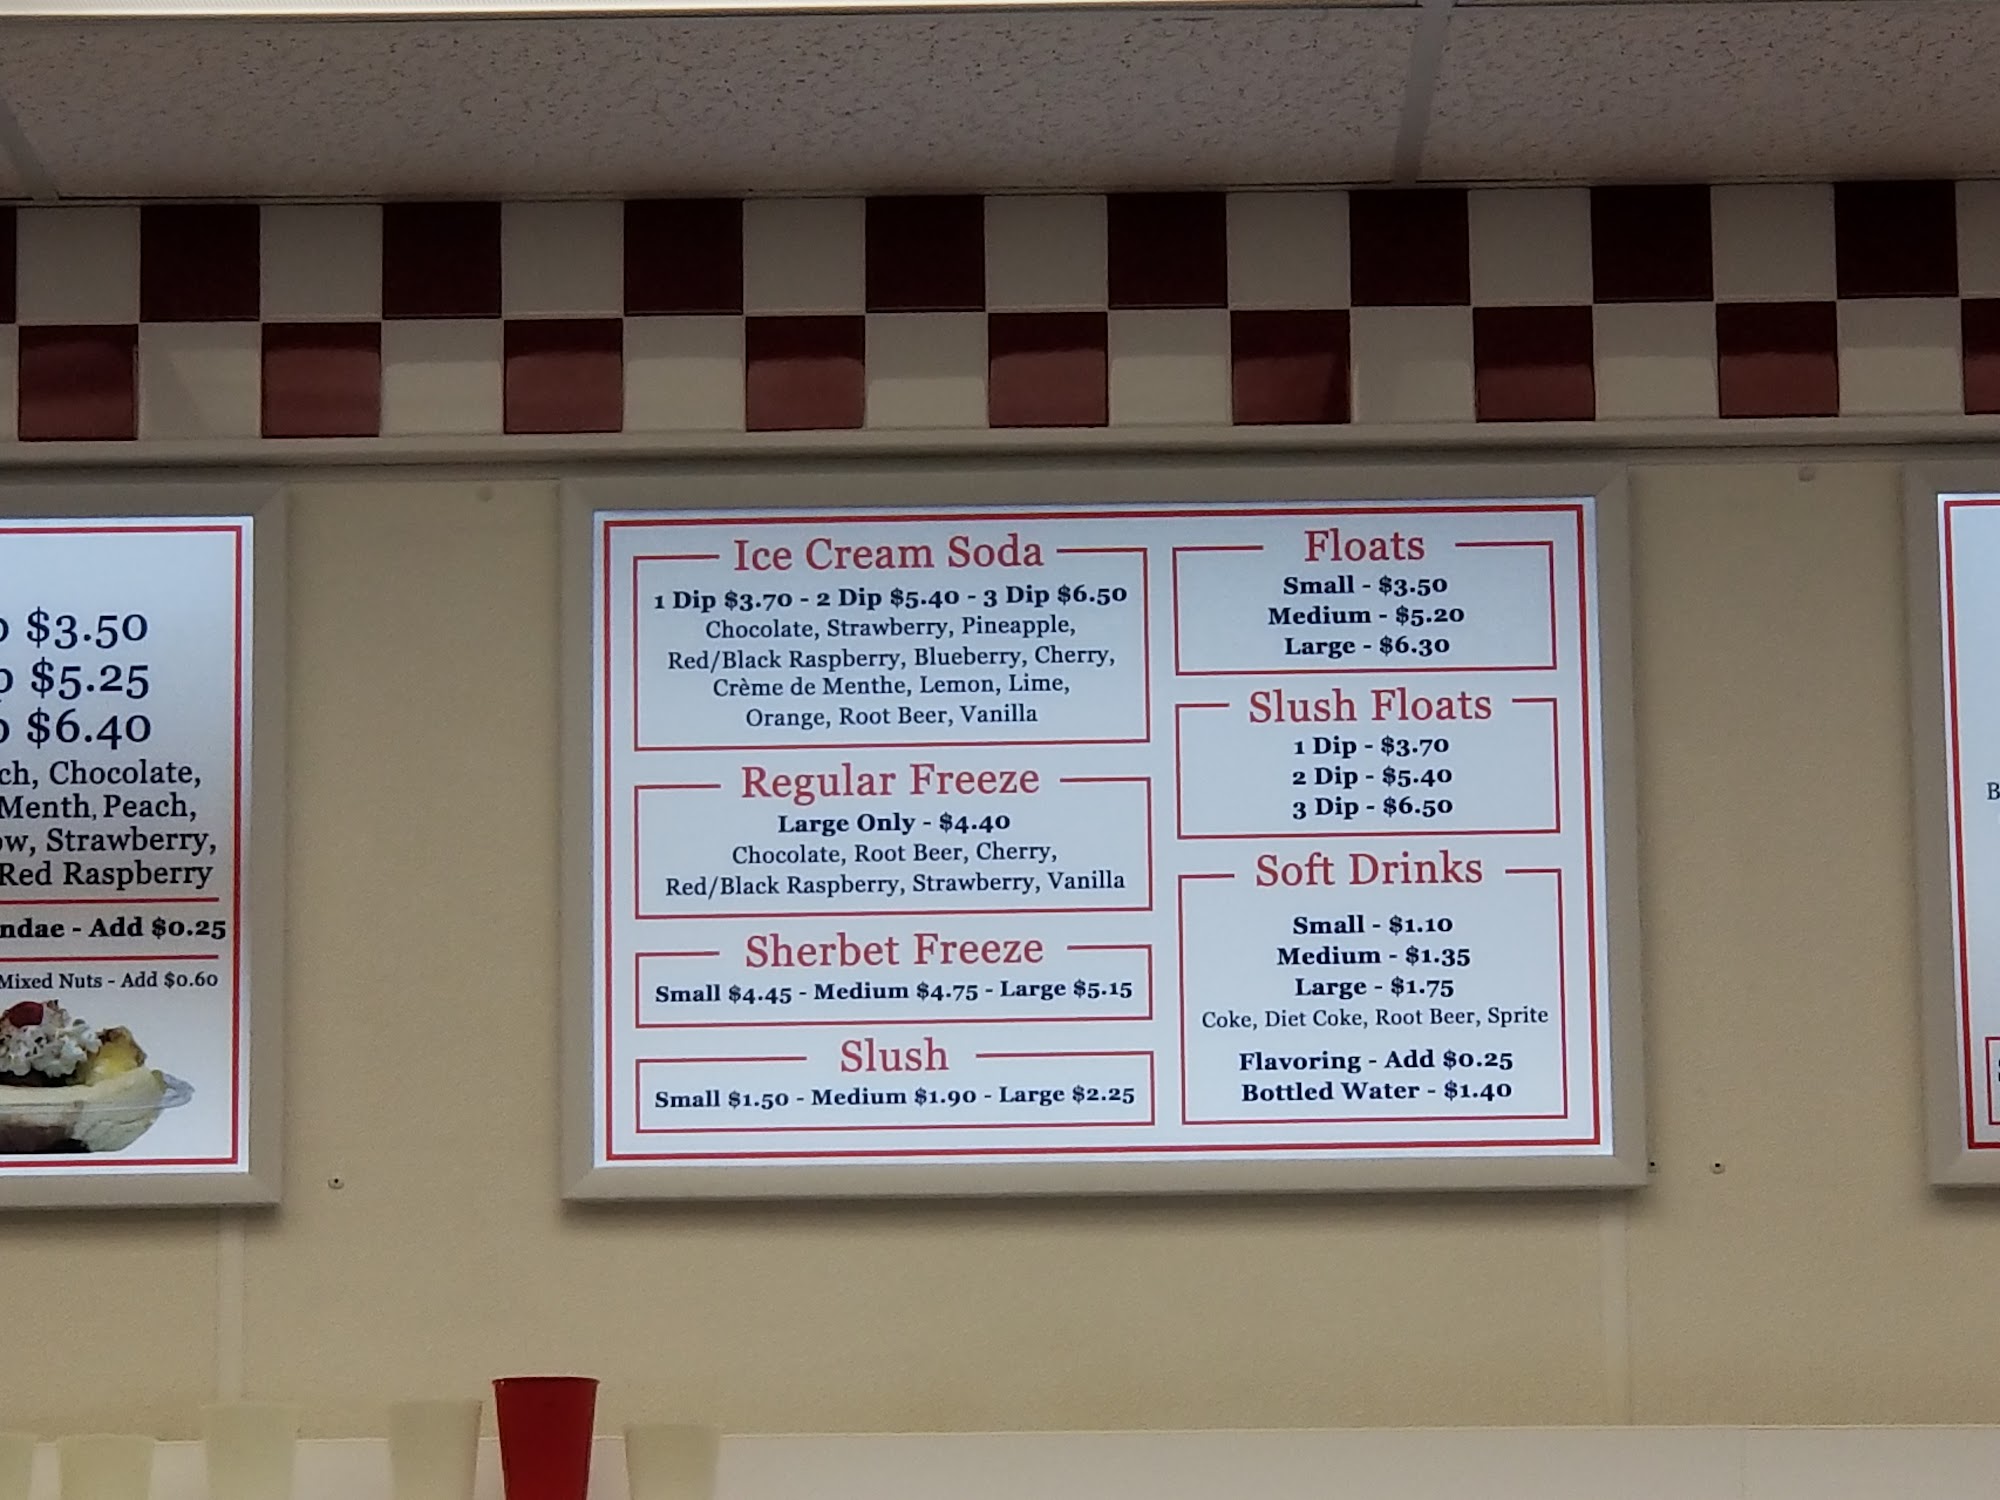 $3.50
$5.25
$6.40
Chocolate,
Peach,
Strawberry,
Red Raspberry
Add $0.25
Mixed Nuts - Add $0.60
Ice Cream Soda
1 Dip $3.70 - 2 Dip $5.40 - 3 Dip $6.50
Chocolate, Strawberry, Pineapple,
Red/Black Raspberry, Blueberry, Cherry,
Crème de Menthe, Lemon, Lime,
Orange, Root Beer, Vanilla
Regular Freeze
Large Only - $4.40
Chocolate, Root Beer, Cherry,
Red/Black Raspberry, Strawberry, Vanilla
Sherbet Freeze
Small $4.45 - Medium $4.75 - Large $5.15
Slush
Small $1.50 - Medium $1.90 - Large $2.25
Floats
Small - $3.50
Medium - $5.20
Large - $6.30
Slush Floats
1 Dip - $3.70
2 Dip - $5.40
3 Dip - $6.50
Soft Drinks
Small - $1.10
Medium - $1.35
Large - $1.75
Coke, Diet Coke, Root Beer, Sprite
Flavoring - Add $0.25
Bottled Water - $1.40